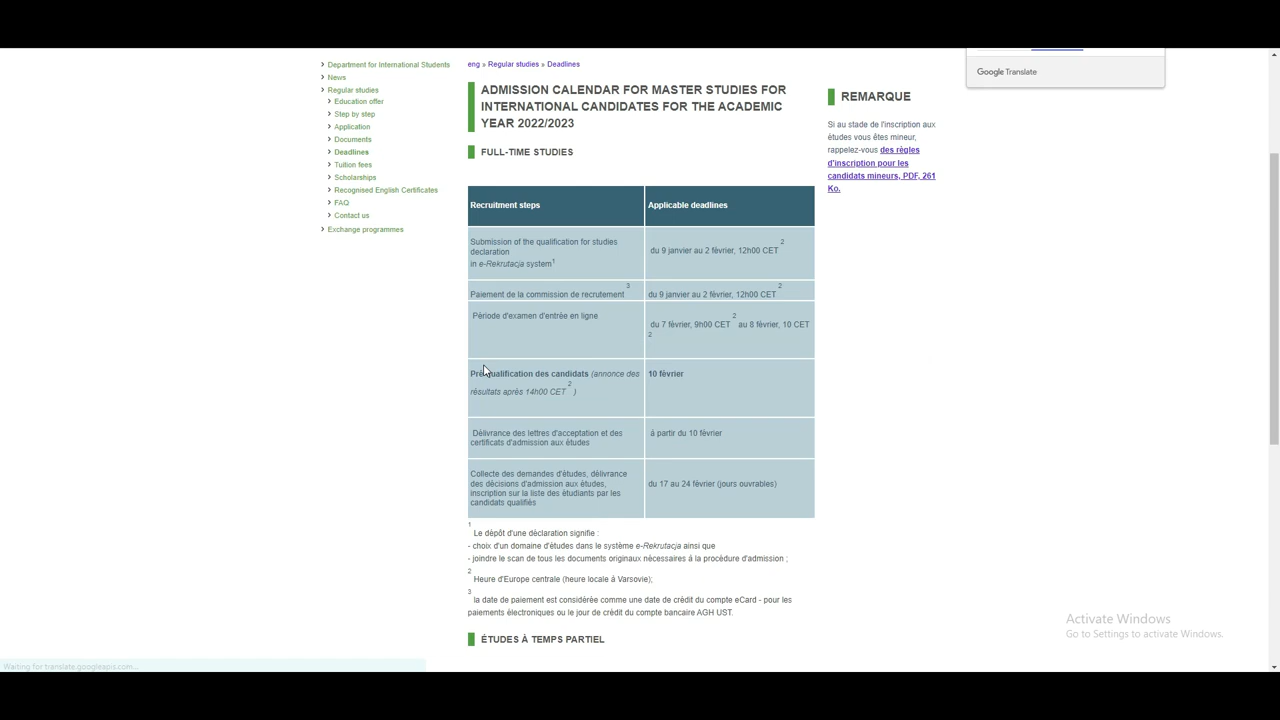 Department for International Students
News
Regular studies
Education offer
Step by step
Application
Documents
Deadlines
Tuition fees
Scholarships
Recognised English Certificates
FAQ
Contact us
Exchange programmes
eng » Regular studies » Deadlines
ADMISSION CALENDAR FOR MASTER STUDIES FOR
INTERNATIONAL CANDIDATES FOR THE ACADEMIC
YEAR 2022/2023
FULL-TIME STUDIES
Recruitment steps
Applicable deadlines
Submission of the qualification for studies
declaration
in e-Rekrutacja system1
du 9 janvier au 2 février, 12h00 CET 2
Paiement de la commission de recrutement 3
du 9 janvier au 2 février, 12h00 CET 2
Période d'examen d'entrée en ligne
du 7 février, 9h00 CET 2 au 8 février, 10 CET
2
Préqualification des candidats (annonce des
résultats après 14h00 CET 2 )
10 février
Délivrance des lettres d'acceptation et des
certificats d'admission aux études
à partir du 10 février
Collecte des demandes d'études, délivrance
des décisions d'admission aux études,
inscription sur la liste des étudiants par les
candidats qualifiés
du 17 au 24 février (jours ouvrables)
1 Le dépôt d'une déclaration signifie :
- choix d'un domaine d'études dans le système e-Rekrutacja ainsi que
- joindre le scan de tous les documents originaux nécessaires à la procédure d'admission ;
2 Heure d'Europe centrale (heure locale à Varsovie);
3 la date de paiement est considérée comme une date de crédit du compte eCard - pour les
paiements électroniques ou le jour de crédit du compte bancaire AGH UST.
ÉTUDES À TEMPS PARTIEL
Google Translate
REMARQUE
Si au stade de l'inscription aux
études vous êtes mineur,
rappelez-vous des règles
d'inscription pour les
candidats mineurs, PDF, 261
Ko.
Activate Windows
Go to Settings to activate Windows.
Waiting for translate.googleapis.com...